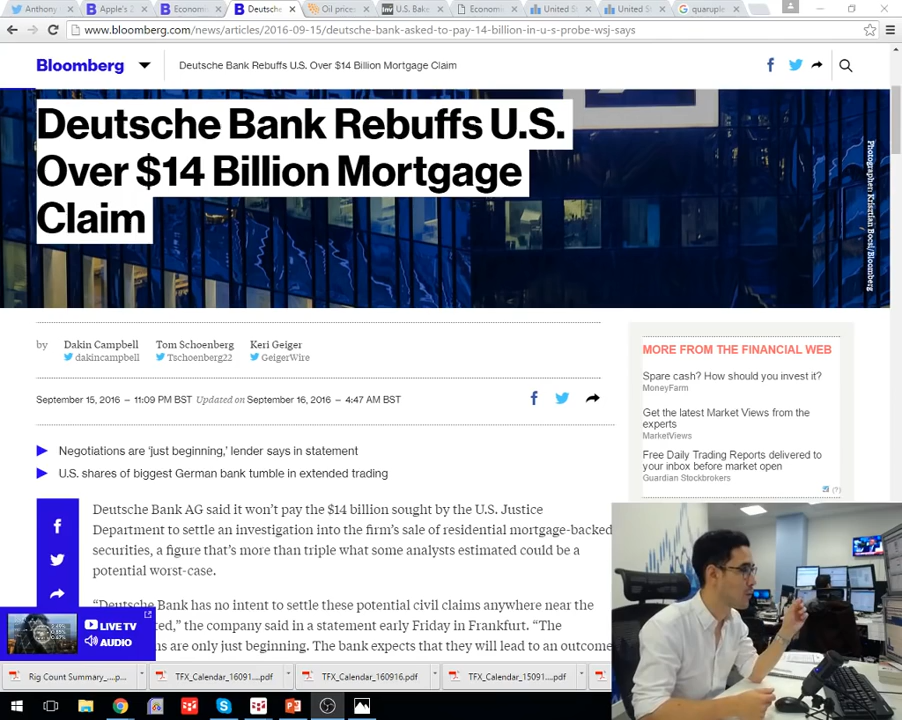 Anthony
Apple's 2
Econom
Deutsche
Oil price
U.S. Bake
Econom
United S
United S
quaruple
www.bloomberg.com/news/articles/2016-09-15/deutsche-bank-asked-to-pay-14-billion-in-u-s-probe-wsj-says
Bloomberg
Deutsche Bank Rebuffs U.S. Over $14 Billion Mortgage Claim
Deutsche Bank Rebuffs U.S.
Over $14 Billion Mortgage
Claim
Photographer: Krisztian Bocsi/Bloomberg
by Dakin Campbell Tom Schoenberg Keri Geiger
dakincampbell Tschoenberg22 GeigerWire
September 15, 2016 — 11:09 PM BST Updated on September 16, 2016 — 4:47 AM BST
Negotiations are ‘just beginning,’ lender says in statement
U.S. shares of biggest German bank tumble in extended trading
Deutsche Bank AG said it won’t pay the $14 billion sought by the U.S. Justice
Department to settle an investigation into the firm’s sale of residential mortgage-backed
securities, a figure that’s more than triple what some analysts estimated could be a
potential worst-case.
“Deutsche Bank has no intent to settle these potential civil claims anywhere near the
ted,” the company said in a statement early Friday in Frankfurt. “The
ns are only just beginning. The bank expects that they will lead to an outcome
MORE FROM THE FINANCIAL WEB
Spare cash? How should you invest it?
MoneyFarm
Get the latest Market Views from the
experts
MarketViews
Free Daily Trading Reports delivered to
your inbox before market open
Guardian Stockbrokers
(?)
LIVE TV
AUDIO
Rig Count Summary_....p...
TFX_Calendar_16091....pdf
TFX_Calendar_160916.pdf
TFX_Calendar_15091....pdf